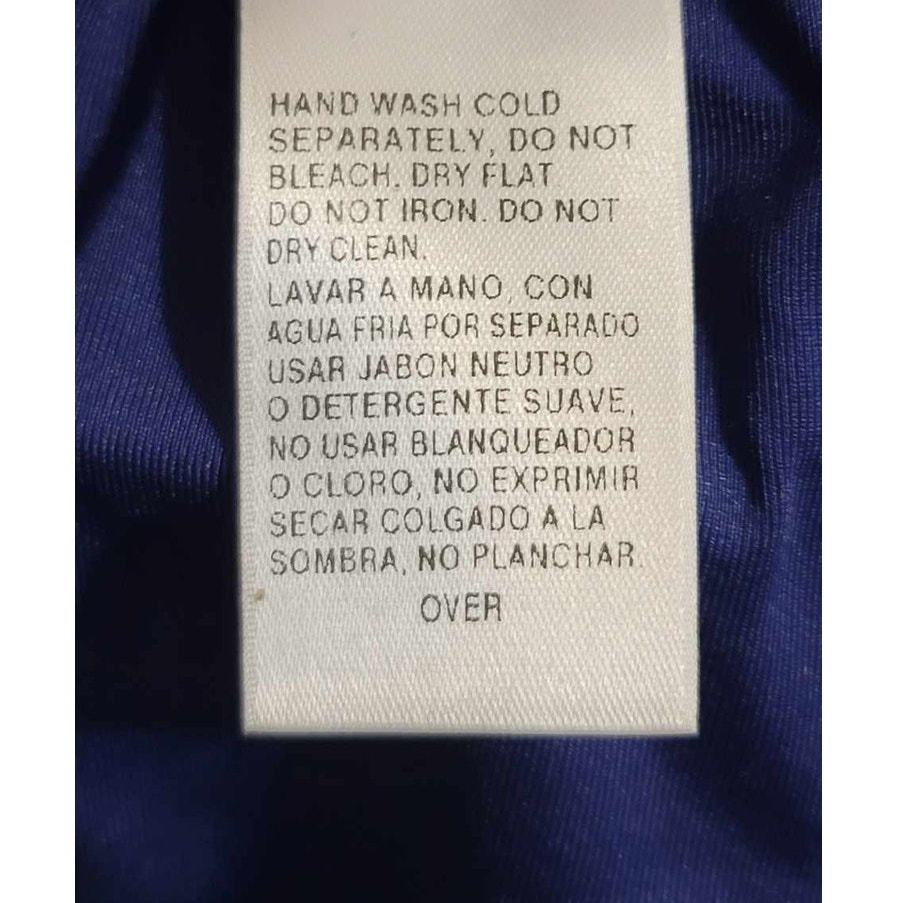 HAND WASH COLD
SEPARATELY, DO NOT
BLEACH. DRY FLAT
DO NOT IRON. DO NOT
DRY CLEAN.
LAVAR A MANO, CON
AGUA FRIA POR SEPARADO
USAR JABON NEUTRO
O DETERGENTE SUAVE,
NO USAR BLANQUEADOR
O CLORO, NO EXPRIMIR
SECAR COLGADO A LA
SOMBRA, NO PLANCHAR.
OVER